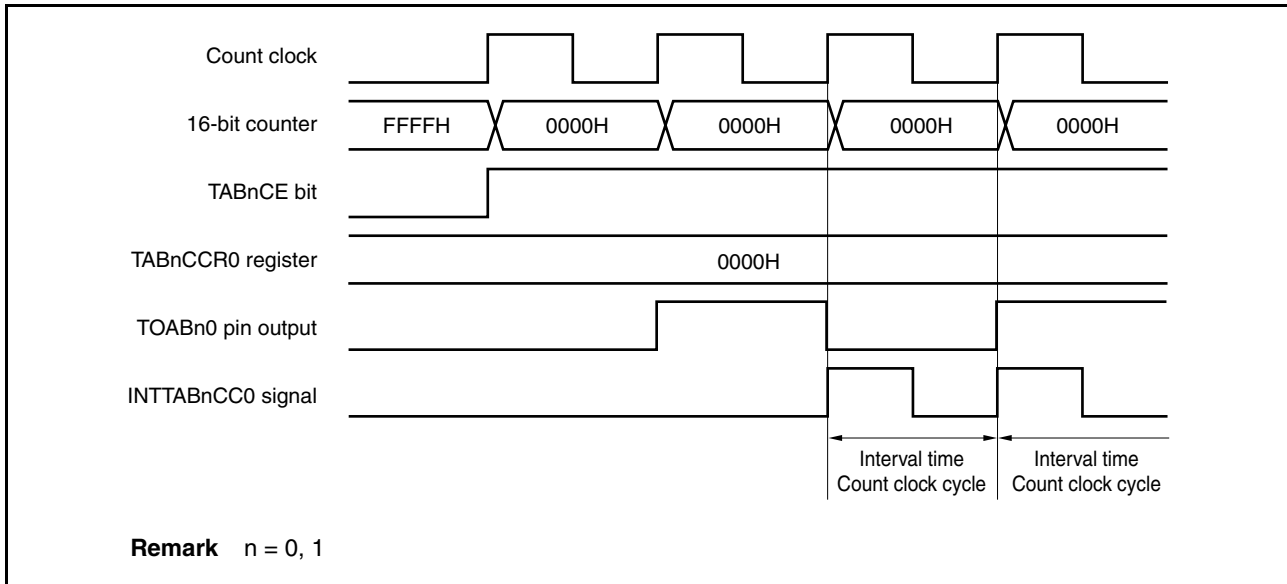 Count clock
16-bit counter
FFFFH 0000H 0000H 0000H 0000H
TABnCE bit
TABnCCR0 register
0000H
TOABn0 pin output
INTTABnCC0 signal
Interval time
Count clock cycle
Interval time
Count clock cycle
Remark n = 0, 1